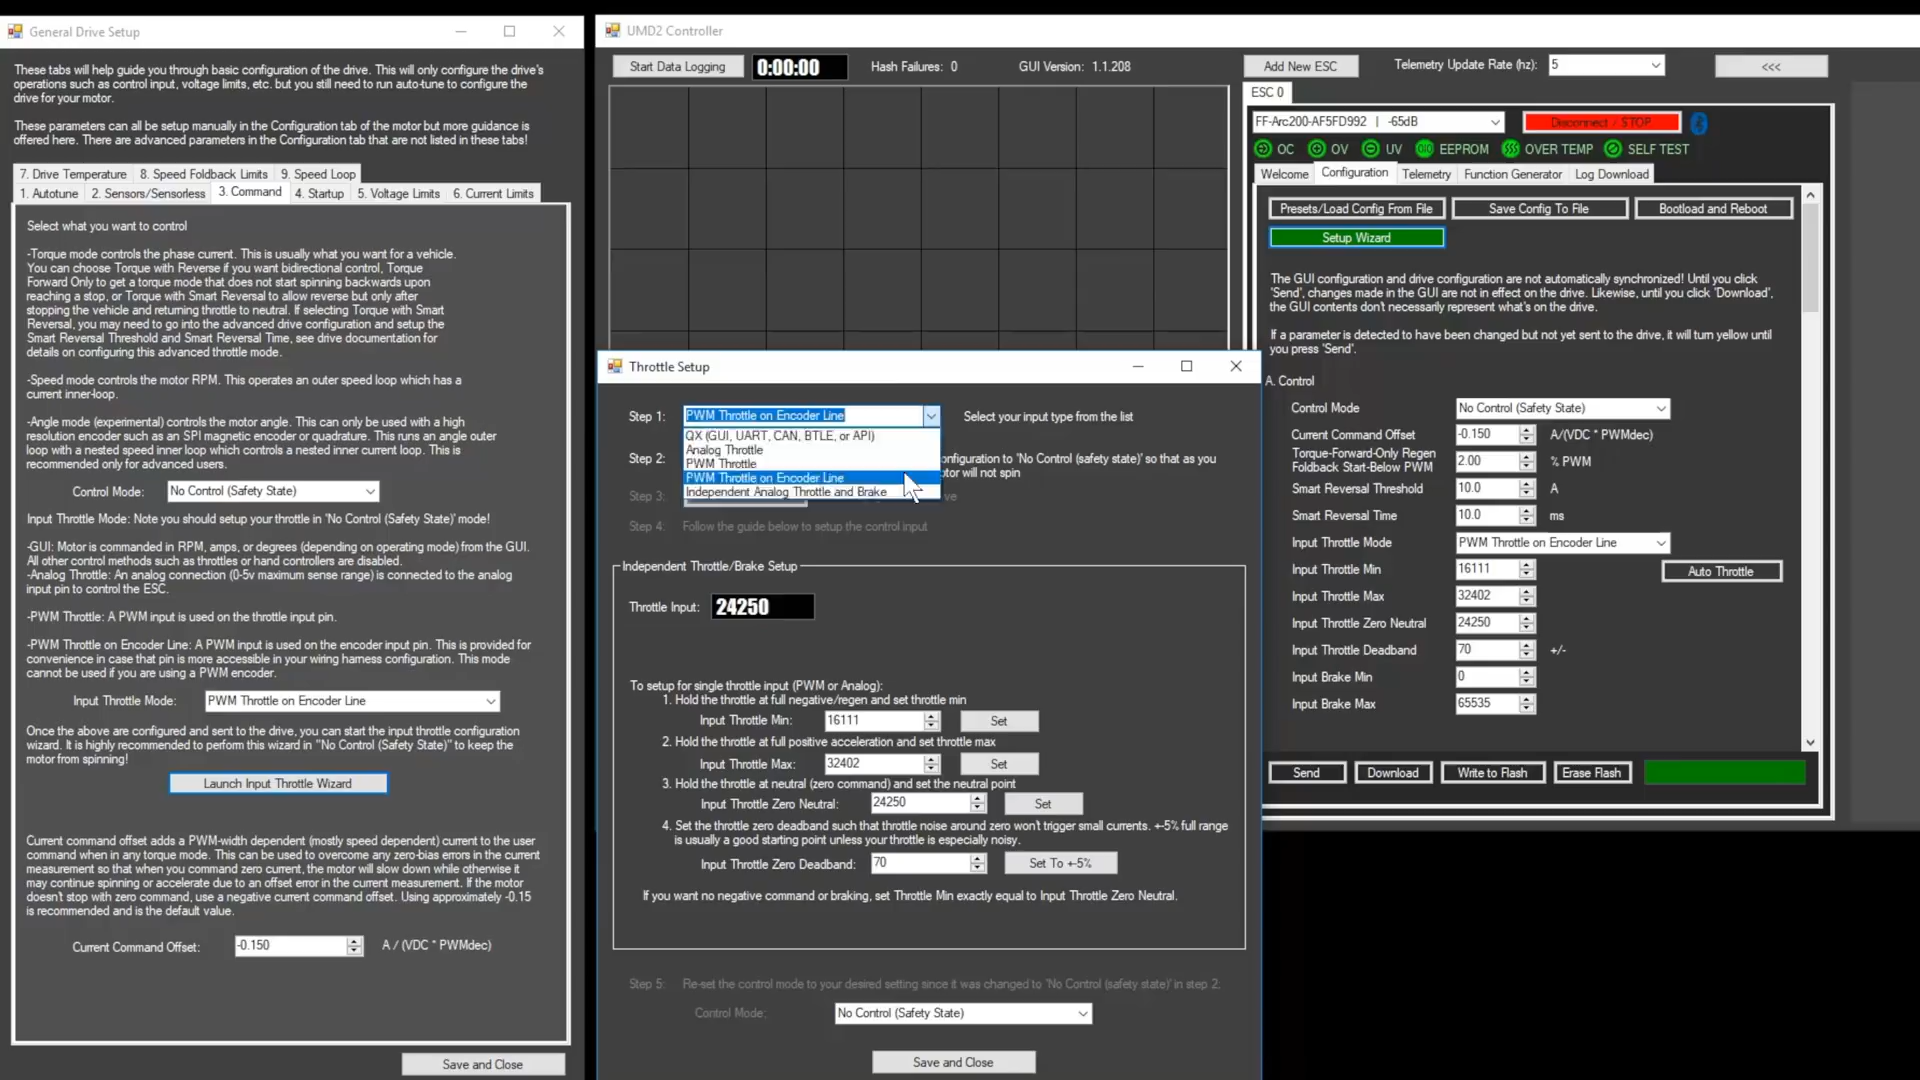 General Drive Setup
These tabs will help guide you through basic configuration of the drive. This will only configure the drive's
operations such as control input, voltage limits, etc. but you still need to run auto-tune to configure the
drive for your motor.
These parameters can all be setup manually in the Configuration tab of the motor but more guidance is
offered here. There are advanced parameters in the Configuration tab that are not listed in these tabs!
7. Drive Temperature 8. Speed Foldback Limits 9. Speed Loop
1. Autotune 2. Sensors/Sensorless 3. Command 4. Startup 5. Voltage Limits 6. Current Limits
Select what you want to control
-Torque mode controls the phase current. This is usually what you want for a vehicle.
You can choose Torque with Reverse if you want bidirectional control, Torque
Forward Only to get a torque mode that does not start spinning backwards upon
reaching a stop, or Torque with Smart Reversal to allow reverse but only after
stopping the vehicle and returning throttle to neutral. If selecting Torque with Smart
Reversal, you may need to go into the advanced drive configuration and setup the
Smart Reversal Threshold and Smart Reversal Time, see drive documentation for
details on configuring this advanced throttle mode.
-Speed mode controls the motor RPM. This operates an outer speed loop which has a
current inner-loop.
-Angle mode (experimental) controls the motor angle. This can only be used with a high
resolution encoder such as an SPI magnetic encoder or quadrature. This runs an angle outer
loop with a nested speed inner loop which controls a nested inner current loop. This is
recommended only for advanced users.
Control Mode: No Control (Safety State)
Input Throttle Mode: Note you should setup your throttle in 'No Control (Safety State)' mode!
-GUI: Motor is commanded in RPM, amps, or degrees (depending on operating mode) from the GUI.
All other control methods such as throttles or hand controllers are disabled.
-Analog Throttle: An analog connection (0-5v maximum sense range) is connected to the analog
input pin to control the ESC.
-PWM Throttle: A PWM input is used on the throttle input pin.
-PWM Throttle on Encoder Line: A PWM input is used on the encoder input pin. This is provided for
convenience in case that pin is more accessible in your wiring harness configuration. This mode
cannot be used if you are using a PWM encoder.
Input Throttle Mode: PWM Throttle on Encoder Line
Once the above are configured and sent to the drive, you can start the input throttle configuration
wizard. It is highly recommended to perform this wizard in "No Control (Safety State)" to keep the
motor from spinning!
Launch Input Throttle Wizard
Current command offset adds a PWM-width dependent (mostly speed dependent) current to the user
command when in any torque mode. This can be used to overcome any zero-bias errors in the current
measurement so that when you command zero current, the motor will slow down while otherwise it
may continue spinning or accelerate due to an offset error in the current measurement. If the motor
doesn't stop with zero command, use a negative current command offset. Using approximately -0.15
is recommended and is the default value.
Current Command Offset: -0.150 A / (VDC * PWMdec)
Save and Close
UMD2 Controller
Start Data Logging 0:00:00 Hash Failures: 0 GUI Version: 1.1.208 Add New ESC Telemetry Update Rate (hz): 5 <<<
ESC 0
FF-Arc200-AF5FD992 | -65dB Disconnect / STOP
OC OV UV EEPROM OVER TEMP SELF TEST
Welcome Configuration Telemetry Function Generator Log Download
Presets/Load Config From File Save Config To File Bootload and Reboot
Setup Wizard
The GUI configuration and drive configuration are not automatically synchronized! Until you click
'Send', changes made in the GUI are not in effect on the drive. Likewise, until you click 'Download',
the GUI contents don't necessarily represent what's on the drive.
If a parameter is detected to have been changed but not yet sent to the drive, it will turn yellow until
you press 'Send'.
A. Control
Control Mode No Control (Safety State)
Current Command Offset -0.150 A/(VDC * PWMdec)
Torque-Forward-Only Regen
Foldback Start-Below PWM 2.00 % PWM
Smart Reversal Threshold 10.0 A
Smart Reversal Time 10.0 ms
Input Throttle Mode PWM Throttle on Encoder Line
Input Throttle Min 16111 Auto Throttle
Input Throttle Max 32402
Input Throttle Zero Neutral 24250
Input Throttle Deadband 70 +/-
Input Brake Min 0
Input Brake Max 65535
Send Download Write to Flash Erase Flash
Throttle Setup
Step 1: PWM Throttle on Encoder Line Select your input type from the list
QX (GUI, UART, CAN, BTLE, or API)
Analog Throttle
PWM Throttle
PWM Throttle on Encoder Line
Independent Analog Throttle and Brake
Step 2: onfiguration to 'No Control (safety state)' so that as you
otor will not spin
Step 3: ve
Step 4: Follow the guide below to setup the control input
Independent Throttle/Brake Setup
Throttle Input: 24250
To setup for single throttle input (PWM or Analog):
1. Hold the throttle at full negative/regen and set throttle min
Input Throttle Min: 16111 Set
2. Hold the throttle at full positive acceleration and set throttle max
Input Throttle Max: 32402 Set
3. Hold the throttle at neutral (zero command) and set the neutral point
Input Throttle Zero Neutral: 24250 Set
4. Set the throttle zero deadband such that throttle noise around zero won't trigger small currents. +-5% full range
is usually a good starting point unless your throttle is especially noisy.
Input Throttle Zero Deadband: 70 Set To +-5%
If you want no negative command or braking, set Throttle Min exactly equal to Input Throttle Zero Neutral.
Step 5: Re-set the control mode to your desired setting since it was changed to 'No Control (safety state)' in step 2:
Control Mode: No Control (Safety State)
Save and Close